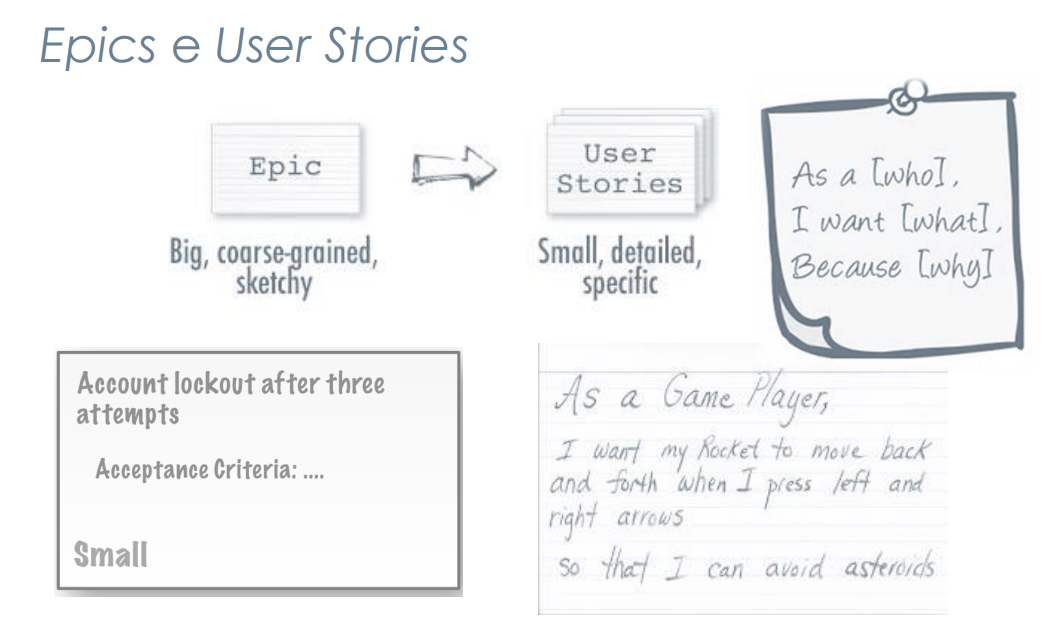 Epics e User Stories
Epic
Big, coarse-grained,
sketchy
User
Stories
Small, detailed,
specific
As a [who],
I want [what],
Because [why]
Account lockout after three
attempts
Acceptance Criteria: ....
Small
As a Game Player,
I want my Rocket to move back
and forth when I press left and
right arrows
so that I can avoid asteroids